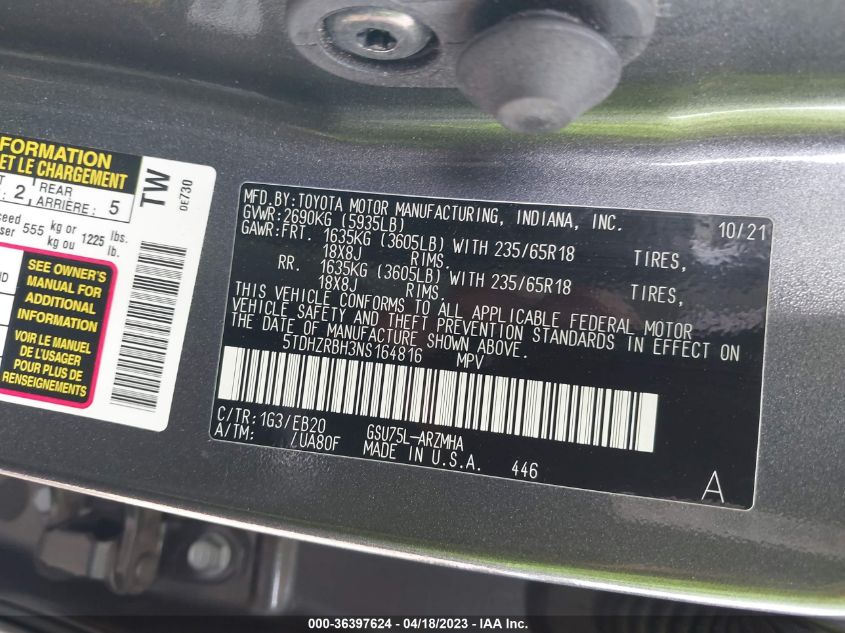 FORMATION
ET LE CHARGEMENT
2
REAR
ARRIÈRE : 5
555 kg or 1225 lbs.
kg ou lb.
TW
0E730
SEE OWNER'S
MANUAL FOR
ADDITIONAL
INFORMATION
VOIR LE MANUEL
DE L'USAGER
POUR PLUS DE
RENSEIGNEMENTS
MFD.BY:TOYOTA MOTOR MANUFACTURING, INDIANA, INC. 10/21
GVWR:2690KG (5935LB)
GAWR:FRT. 1635KG (3605LB) WITH 235/65R18 TIRES,
18X8J RIMS.
RR. 1635KG (3605LB) WITH 235/65R18 TIRES,
18X8J RIMS.
THIS VEHICLE CONFORMS TO ALL APPLICABLE FEDERAL MOTOR
VEHICLE SAFETY AND THEFT PREVENTION STANDARDS IN EFFECT ON
THE DATE OF MANUFACTURE SHOWN ABOVE.
5TDHZRBH3NS164816 MPV
C/TR:1G3/EB20 GSU75L-ARZMHA
A/TM: /UA80F MADE IN U.S.A. 446
A
000-36397624 — 04/18/2023 — IAA Inc.